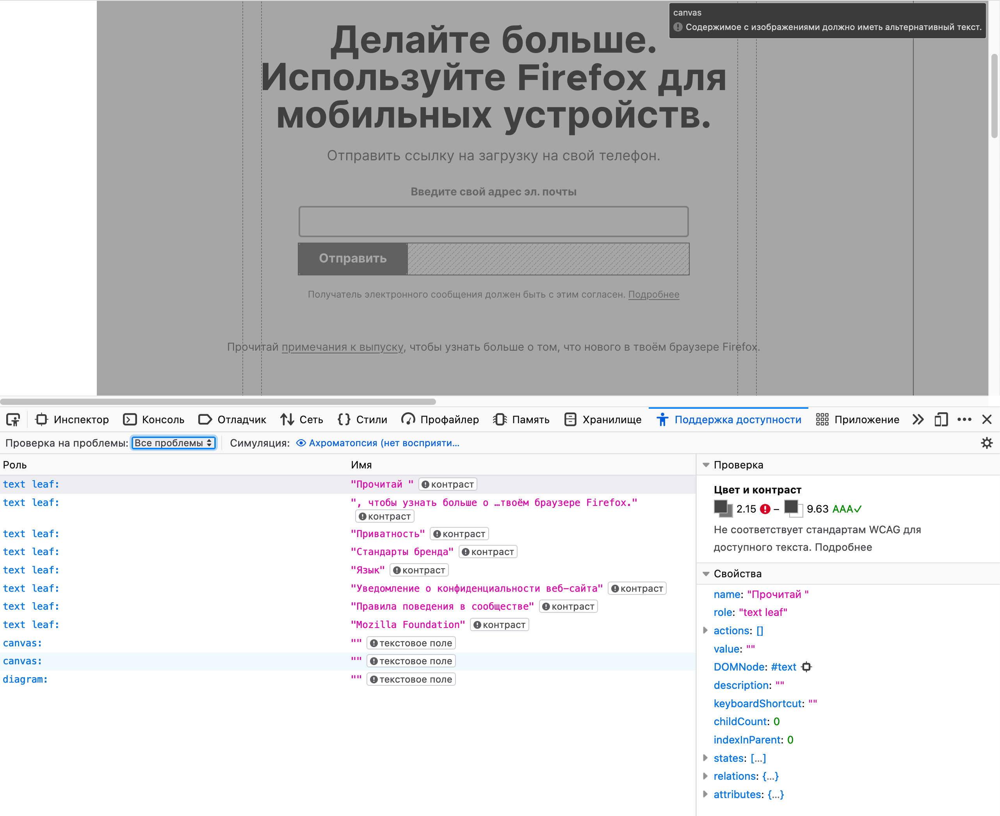 canvas
Содержимое с изображениями должно иметь альтернативный текст.
Делайте больше.
Используйте Firefox для
мобильных устройств.
Отправить ссылку на загрузку на свой телефон.
Введите свой адрес эл. почты
Отправить
Получатель электронного сообщения должен быть с этим согласен. Подробнее
Прочитай примечания к выпуску, чтобы узнать больше о том, что нового в твоём браузере Firefox.
Инспектор Консоль Отладчик Сеть Стили Профайлер Память Хранилище Поддержка доступности Приложение
Проверка на проблемы: Все проблемы Симуляция: Ахроматопсия (нет восприяти...
Роль Имя
text leaf: "Прочитай " контраст
text leaf: ", чтобы узнать больше о …твоём браузере Firefox."
контраст
text leaf: "Приватность" контраст
text leaf: "Стандарты бренда" контраст
text leaf: "Язык" контраст
text leaf: "Уведомление о конфиденциальности веб-сайта" контраст
text leaf: "Правила поведения в сообществе" контраст
text leaf: "Mozilla Foundation" контраст
canvas: "" текстовое поле
canvas: "" текстовое поле
diagram: "" текстовое поле
Проверка
Цвет и контраст
2.15 – 9.63 AAA✓
Не соответствует стандартам WCAG для
доступного текста. Подробнее
Свойства
name: "Прочитай "
role: "text leaf"
actions: []
value: ""
DOMNode: #text
description: ""
keyboardShortcut: ""
childCount: 0
indexInParent: 0
states: […]
relations: {…}
attributes: {…}